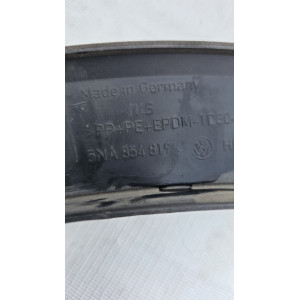 Made in Germany
PP+PE+EPDM-
5NA 854 819